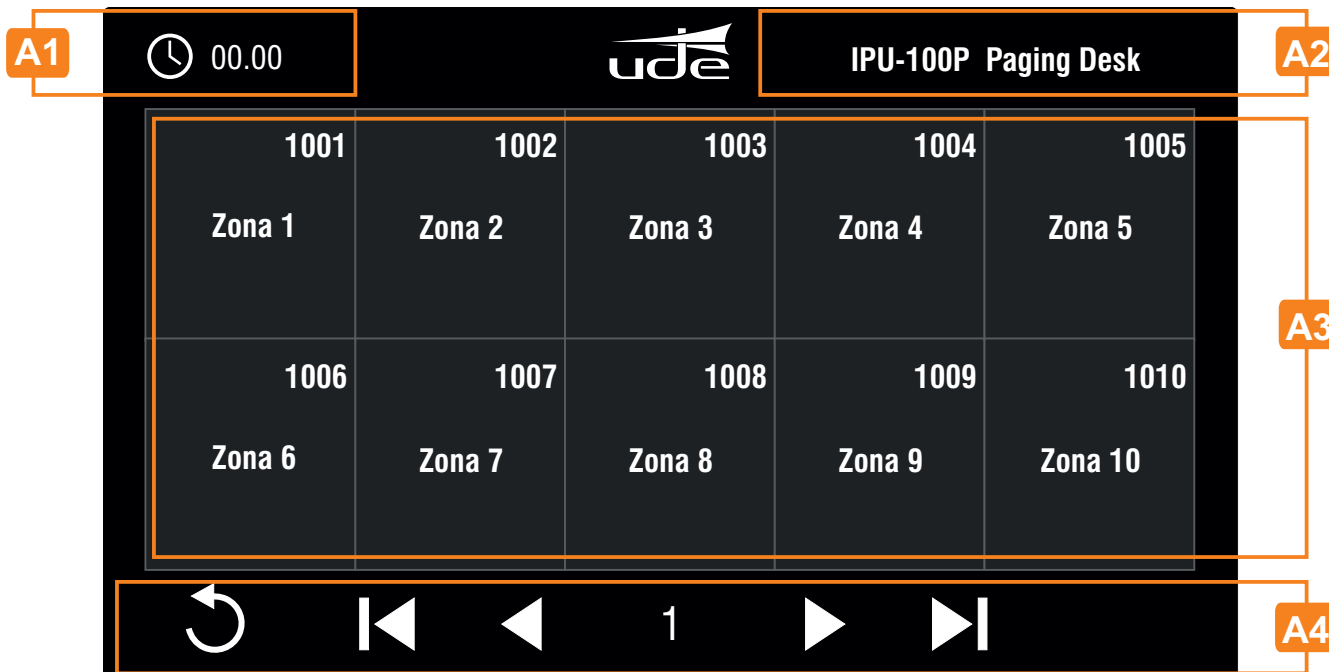 A1
00.00
ude
IPU-100P Paging Desk
A2
1001 1002 1003 1004 1005
Zona 1 Zona 2 Zona 3 Zona 4 Zona 5
A3
1006 1007 1008 1009 1010
Zona 6 Zona 7 Zona 8 Zona 9 Zona 10
1
A4